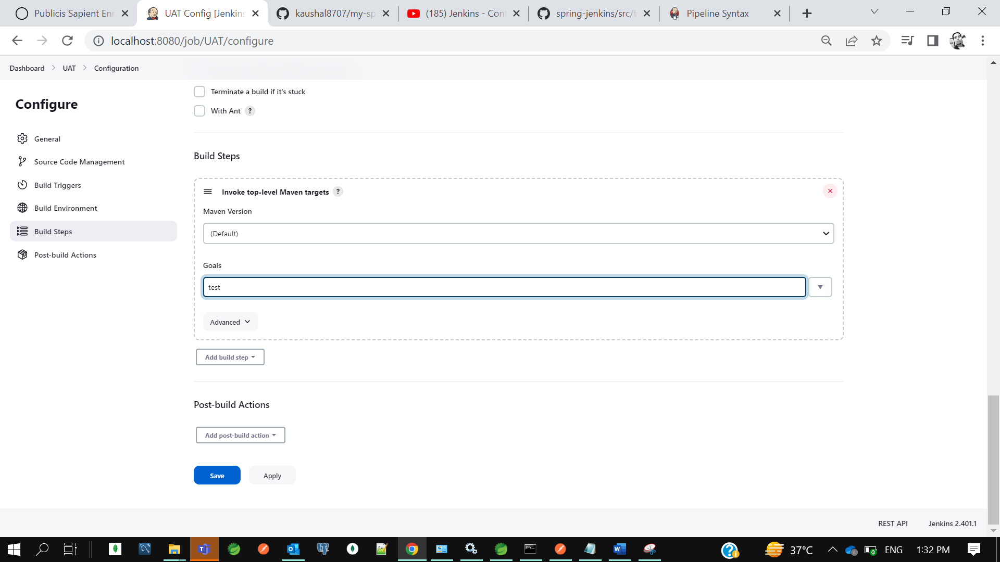 Publicis Sapient Enr
UAT Config [Jenkins
kaushal8707/my-sp
(185) Jenkins - Conf
spring-jenkins/src/t
Pipeline Syntax
localhost:8080/job/UAT/configure
Dashboard
UAT
Configuration
Configure
General
Source Code Management
Build Triggers
Build Environment
Build Steps
Post-build Actions
Terminate a build if it's stuck
With Ant ?
Build Steps
Invoke top-level Maven targets ?
Maven Version
(Default)
Goals
test
Advanced
Add build step
Post-build Actions
Add post-build action
Save
Apply
REST API
Jenkins 2.401.1
37°C
ENG
1:32 PM